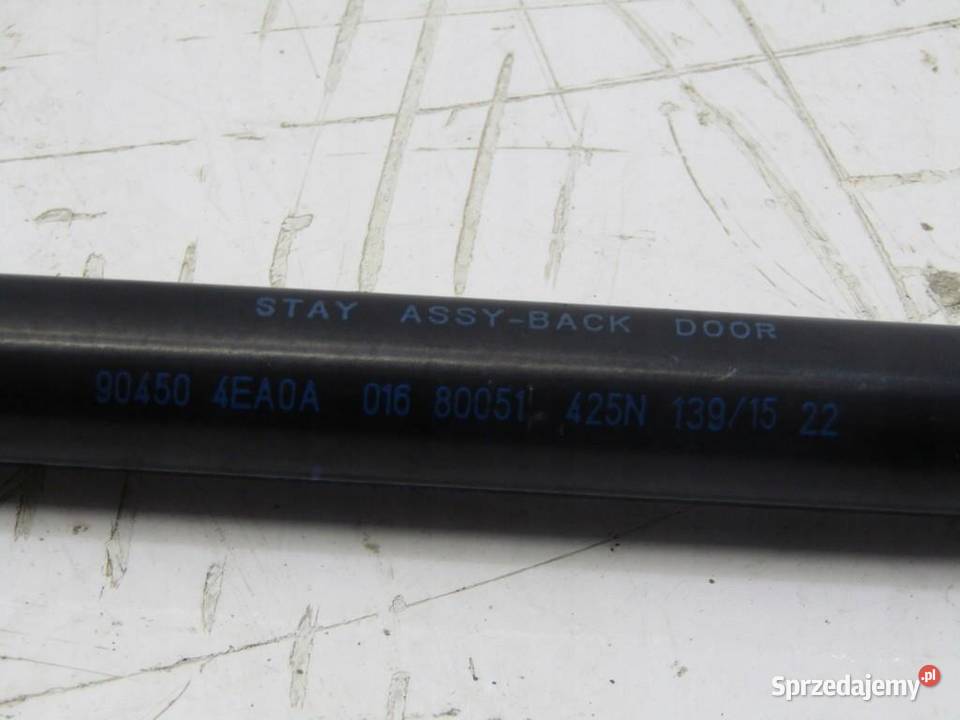 STAY ASSY-BACK DOOR
90450 4EA0A 016 80051 425N 139/15 22
Sprzedajemy.pl